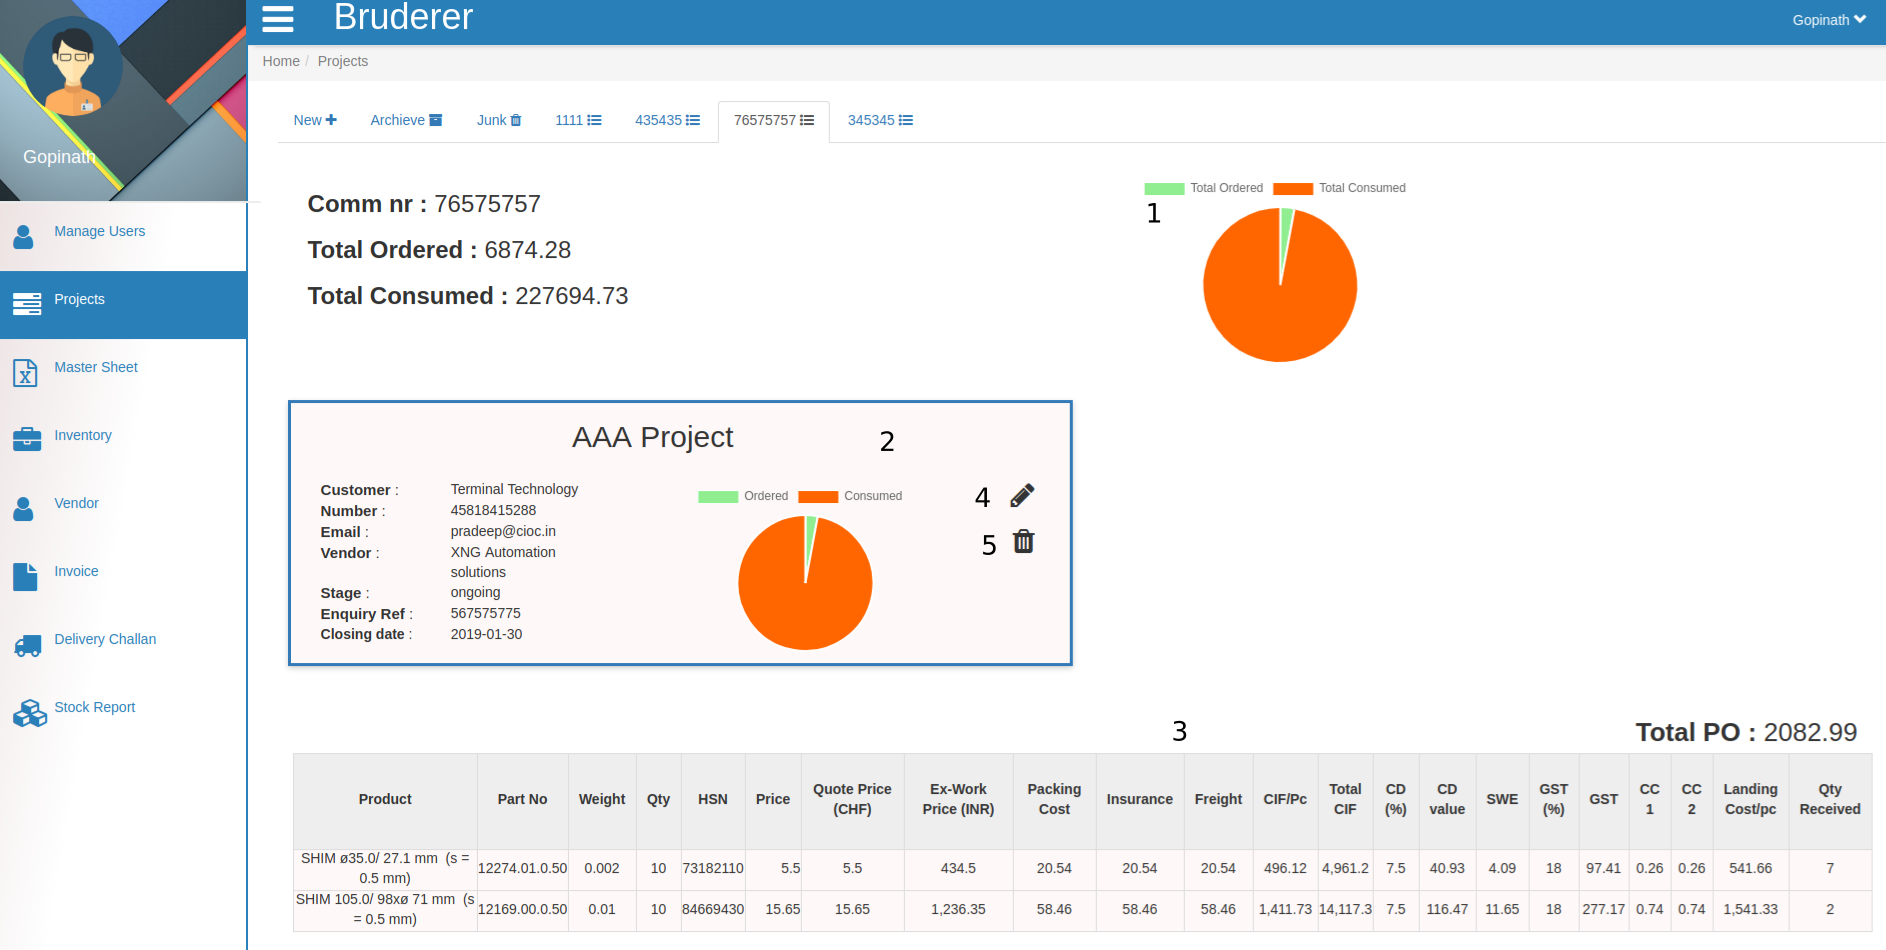 Bruderer
Gopinath
Gopinath
Home / Projects
New
Archieve
Junk
1111
435435
76575757
345345
Manage Users
Projects
Master Sheet
Inventory
Vendor
Invoice
Delivery Challan
Stock Report
Comm nr : 76575757
Total Ordered : 6874.28
Total Consumed : 227694.73
Total Ordered Total Consumed
1
AAA Project
2
Customer : Terminal Technology
Number : 45818415288
Email : pradeep@cioc.in
Vendor : XNG Automation
solutions
Stage : ongoing
Enquiry Ref : 567575775
Closing date : 2019-01-30
Ordered Consumed
4
5
3
Total PO : 2082.99
Product Part No Weight Qty HSN Price Quote Price (CHF) Ex-Work Price (INR) Packing Cost Insurance Freight CIF/Pc Total CIF CD (%) CD value SWE GST (%) GST CC 1 CC 2 Landing Cost/pc Qty Received
SHIM ø35.0/ 27.1 mm (s = 0.5 mm) 12274.01.0.50 0.002 10 73182110 5.5 5.5 434.5 20.54 20.54 20.54 496.12 4,961.2 7.5 40.93 4.09 18 97.41 0.26 0.26 541.66 7
SHIM 105.0/ 98xø 71 mm (s = 0.5 mm) 12169.00.0.50 0.01 10 84669430 15.65 15.65 1,236.35 58.46 58.46 58.46 1,411.73 14,117.3 7.5 116.47 11.65 18 277.17 0.74 0.74 1,541.33 2